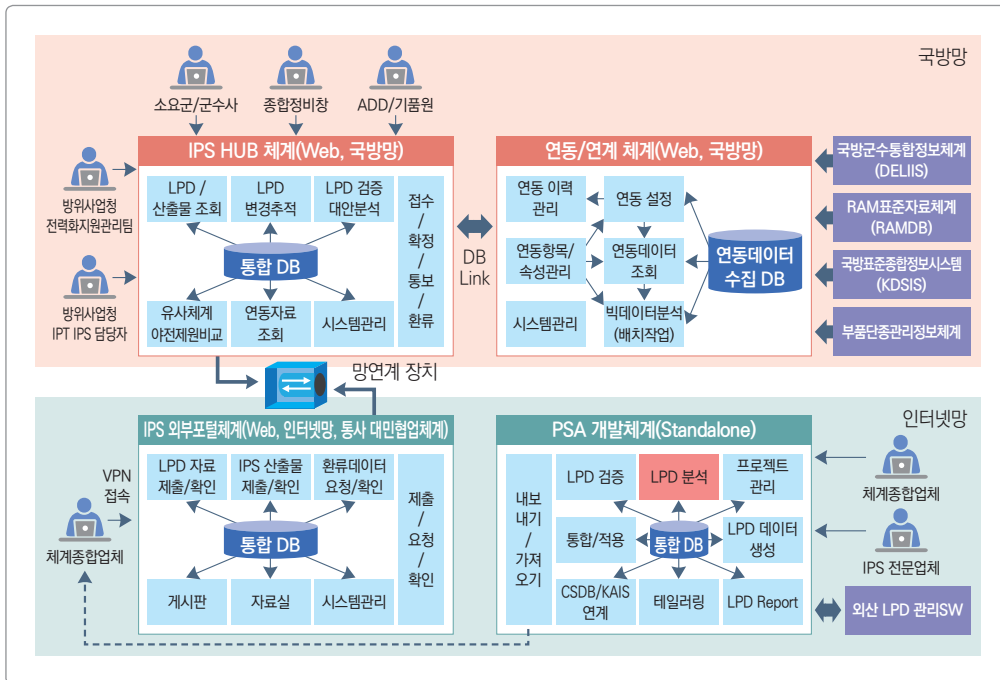 국방망
소요군/군수사
종합정비창
ADD/기품원
방위사업청
전력화지원관리팀
방위사업청
IPT IPS 담당자
IPS HUB 체계(Web, 국방망)
LPD /
산출물 조회
LPD
변경추적
LPD 검증
대안분석
통합 DB
유사체계
야전제원비교
연동자료
조회
시스템관리
접수
/
확정
/
통보
/
환류
DB
Link
연동/연계 체계(Web, 국방망)
연동 이력
관리
연동 설정
연동항목/
속성관리
연동데이터
조회
시스템관리
빅데이터분석
(배치작업)
연동데이터
수집 DB
국방군수통합정보체계
(DELIIS)
RAM표준자료체계
(RAMDB)
국방표준종합정보시스템
(KDSIS)
부품단종관리정보체계
망연계 장치
인터넷망
VPN
접속
체계종합업체
IPS 외부포털체계(Web, 인터넷망, 통사 대민협업체계)
LPD 자료
제출/확인
IPS 산출물
제출/확인
환류데이터
요청/확인
통합 DB
게시판
자료실
시스템관리
제출
/
요청
/
확인
PSA 개발체계(Standalone)
내보
내기
/
가져
오기
LPD 검증
LPD 분석
프로젝트
관리
통합/적용
통합 DB
LPD 데이터
생성
CSDB/KAIS
연계
테일러링
LPD Report
체계종합업체
IPS 전문업체
외산 LPD 관리SW